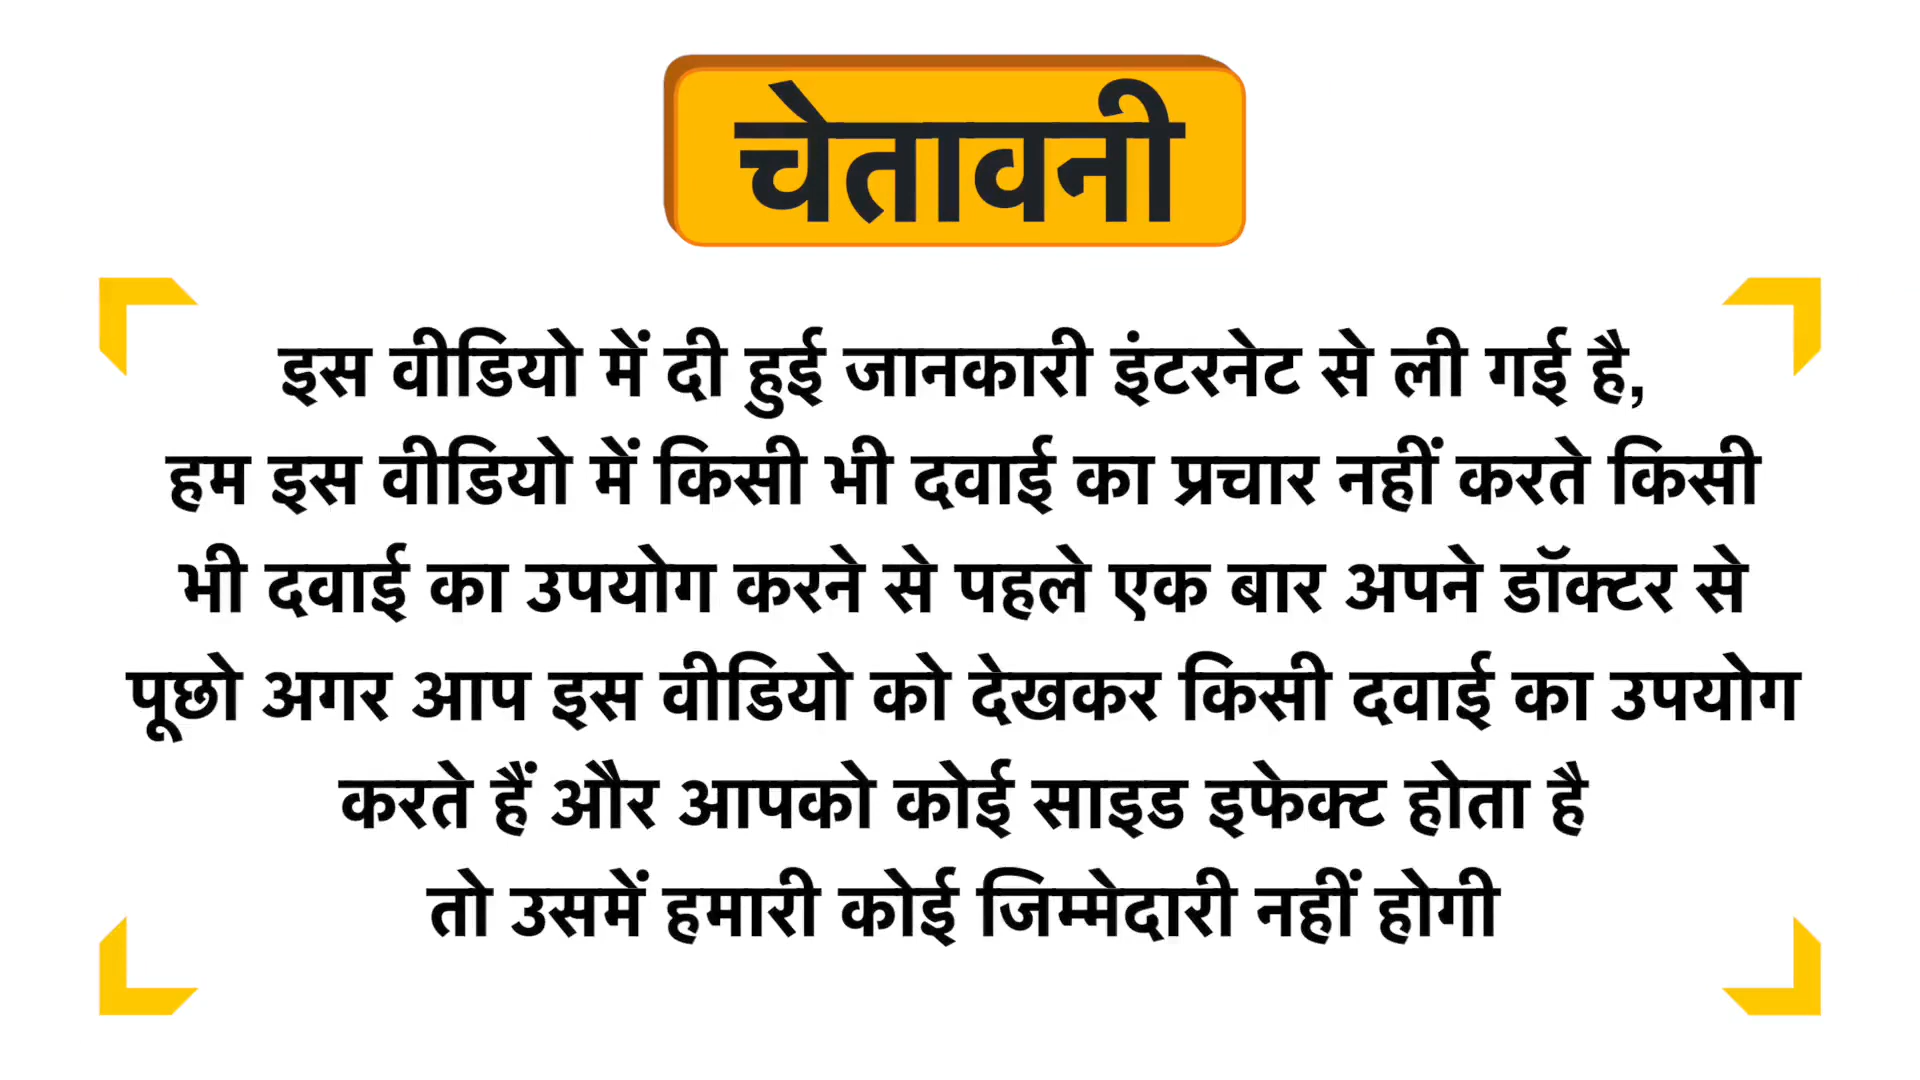 चेतावनी
इस वीडियो में दी हुई जानकारी इंटरनेट से ली गई है,
हम इस वीडियो में किसी भी दवाई का प्रचार नहीं करते किसी
भी दवाई का उपयोग करने से पहले एक बार अपने डॉक्टर से
पूछो अगर आप इस वीडियो को देखकर किसी दवाई का उपयोग
करते हैं और आपको कोई साइड इफेक्ट होता है
तो उसमें हमारी कोई जिम्मेदारी नहीं होगी